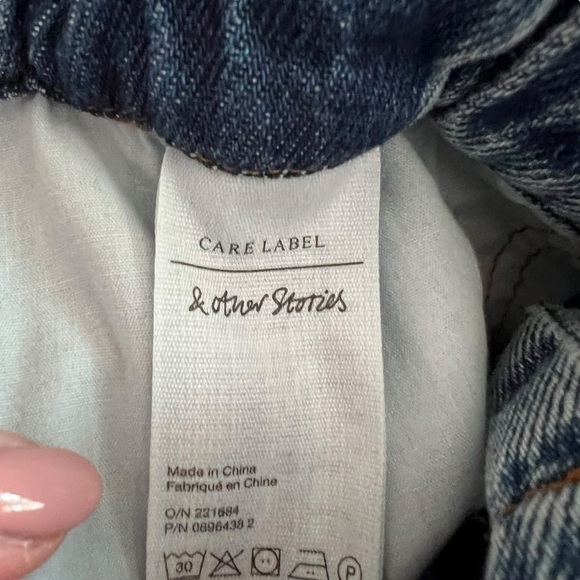 CARE LABEL
& other Stories
Made in China
Fabriqué en Chine
O/N 221684
P/N 0896438 2
30 P